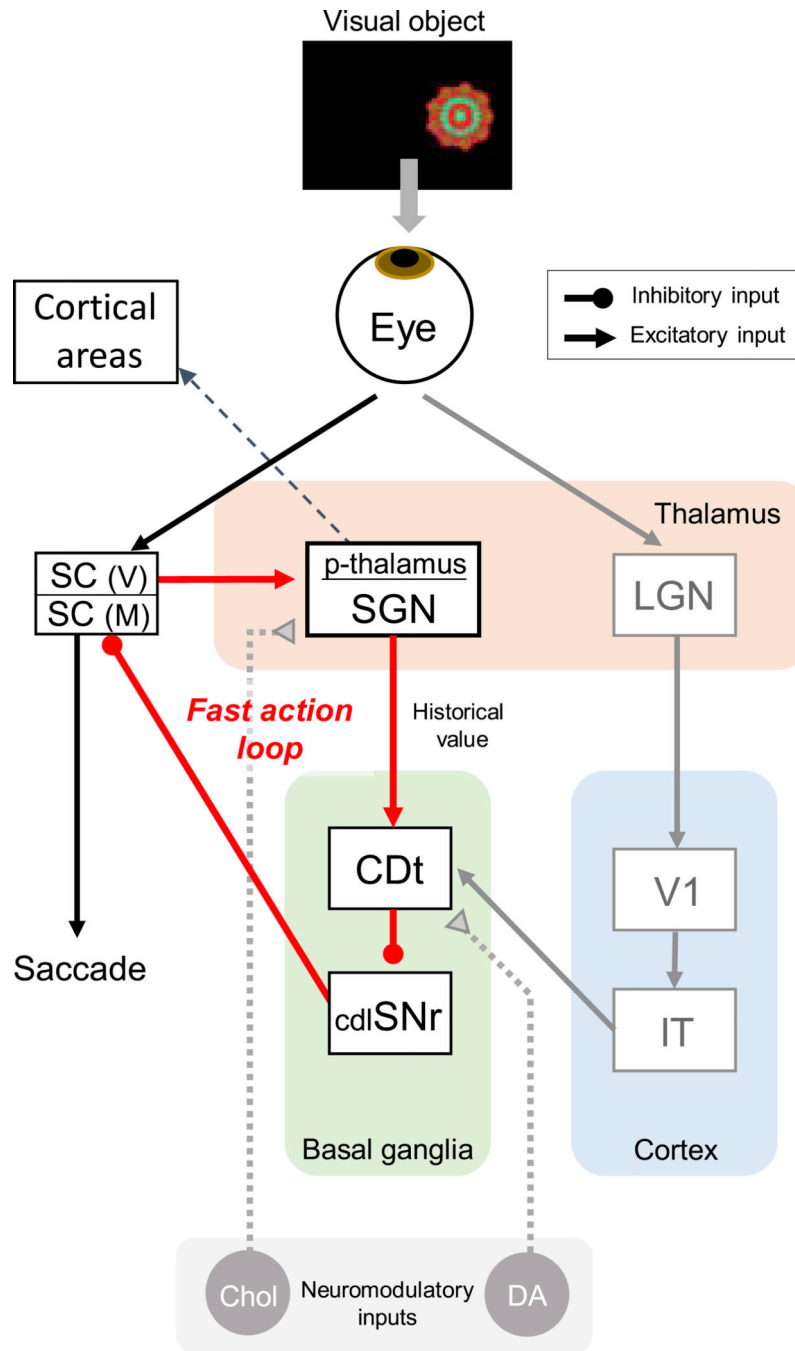 Visual object
Eye
Inhibitory input
Excitatory input
Cortical
areas
Thalamus
SC (V)
SC (M)
p-thalamus
SGN
LGN
Fast action
loop
Historical
value
CDt
V1
Saccade
cdlSNr
IT
Basal ganglia
Cortex
Chol
Neuromodulatory
inputs
DA